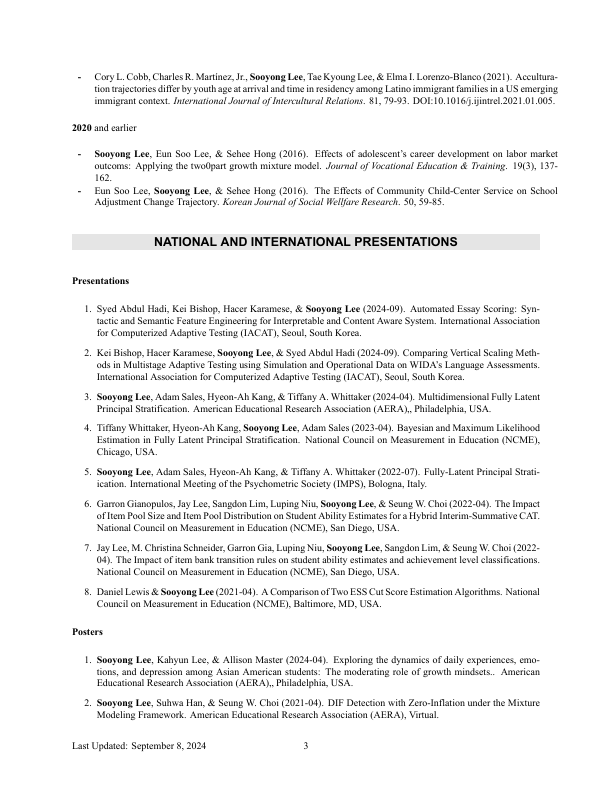 - Cory L. Cobb, Charles R. Martinez, Jr., Sooyong Lee, Tae Kyoung Lee, & Elma I. Lorenzo-Blanco (2021). Accultura-
tion trajectories differ by youth age at arrival and time in residency among Latino immigrant families in a US emerging
immigrant context. International Journal of Intercultural Relations. 81, 79-93. DOI:10.1016/j.ijintrel.2021.01.005.
2020 and earlier
- Sooyong Lee, Eun Soo Lee, & Sehee Hong (2016). Effects of adolescent's career development on labor market
outcoms: Applying the two0part growth mixture model. Journal of Vocational Education & Training. 19(3), 137-
162.
- Eun Soo Lee, Sooyong Lee, & Sehee Hong (2016). The Effects of Community Child-Center Service on School
Adjustment Change Trajectory. Korean Journal of Social Wellfare Research. 50, 59-85.
NATIONAL AND INTERNATIONAL PRESENTATIONS
Presentations
1. Syed Abdul Hadi, Kei Bishop, Hacer Karamese, & Sooyong Lee (2024-09). Automated Essay Scoring: Syn-
tactic and Semantic Feature Engineering for Interpretable and Content Aware System. International Association
for Computerized Adaptive Testing (IACAT), Seoul, South Korea.
2. Kei Bishop, Hacer Karamese, Sooyong Lee, & Syed Abdul Hadi (2024-09). Comparing Vertical Scaling Meth-
ods in Multistage Adaptive Testing using Simulation and Operational Data on WIDA's Language Assessments.
International Association for Computerized Adaptive Testing (IACAT), Seoul, South Korea.
3. Sooyong Lee, Adam Sales, Hyeon-Ah Kang, & Tiffany A. Whittaker (2024-04). Multidimensional Fully Latent
Principal Stratification. American Educational Research Association (AERA),, Philadelphia, USA.
4. Tiffany Whittaker, Hyeon-Ah Kang, Sooyong Lee, Adam Sales (2023-04). Bayesian and Maximum Likelihood
Estimation in Fully Latent Principal Stratification. National Council on Measurement in Education (NCME),
Chicago, USA.
5. Sooyong Lee, Adam Sales, Hyeon-Ah Kang, & Tiffany A. Whittaker (2022-07). Fully-Latent Principal Strati-
ication. International Meeting of the Psychometric Society (IMPS), Bologna, Italy.
6. Garron Gianopulos, Jay Lee, Sangdon Lim, Luping Niu, Sooyong Lee, & Seung W. Choi (2022-04). The Impact
of Item Pool Size and Item Pool Distribution on Student Ability Estimates for a Hybrid Interim-Summative CAT.
National Council on Measurement in Education (NCME), San Diego, USA.
7. Jay Lee, M. Christina Schneider, Garron Gia, Luping Niu, Sooyong Lee, Sangdon Lim, & Seung W. Choi (2022-
04). The Impact of item bank transition rules on student ability estimates and achievement level classifications.
National Council on Measurement in Education (NCME), San Diego, USA.
8. Daniel Lewis & Sooyong Lee (2021-04). A Comparison of Two ESS Cut Score Estimation Algorithms. National
Council on Measurement in Education (NCME), Baltimore, MD, USA.
Posters
1. Sooyong Lee, Kahyun Lee, & Allison Master (2024-04). Exploring the dynamics of daily experiences, emo-
tions, and depression among Asian American students: The moderating role of growth mindsets.. American
Educational Research Association (AERA),, Philadelphia, USA.
2. Sooyong Lee, Suhwa Han, & Seung W. Choi (2021-04). DIF Detection with Zero-Inflation under the Mixture
Modeling Framework. American Educational Research Association (AERA), Virtual.
Last Updated: September 8, 2024 3